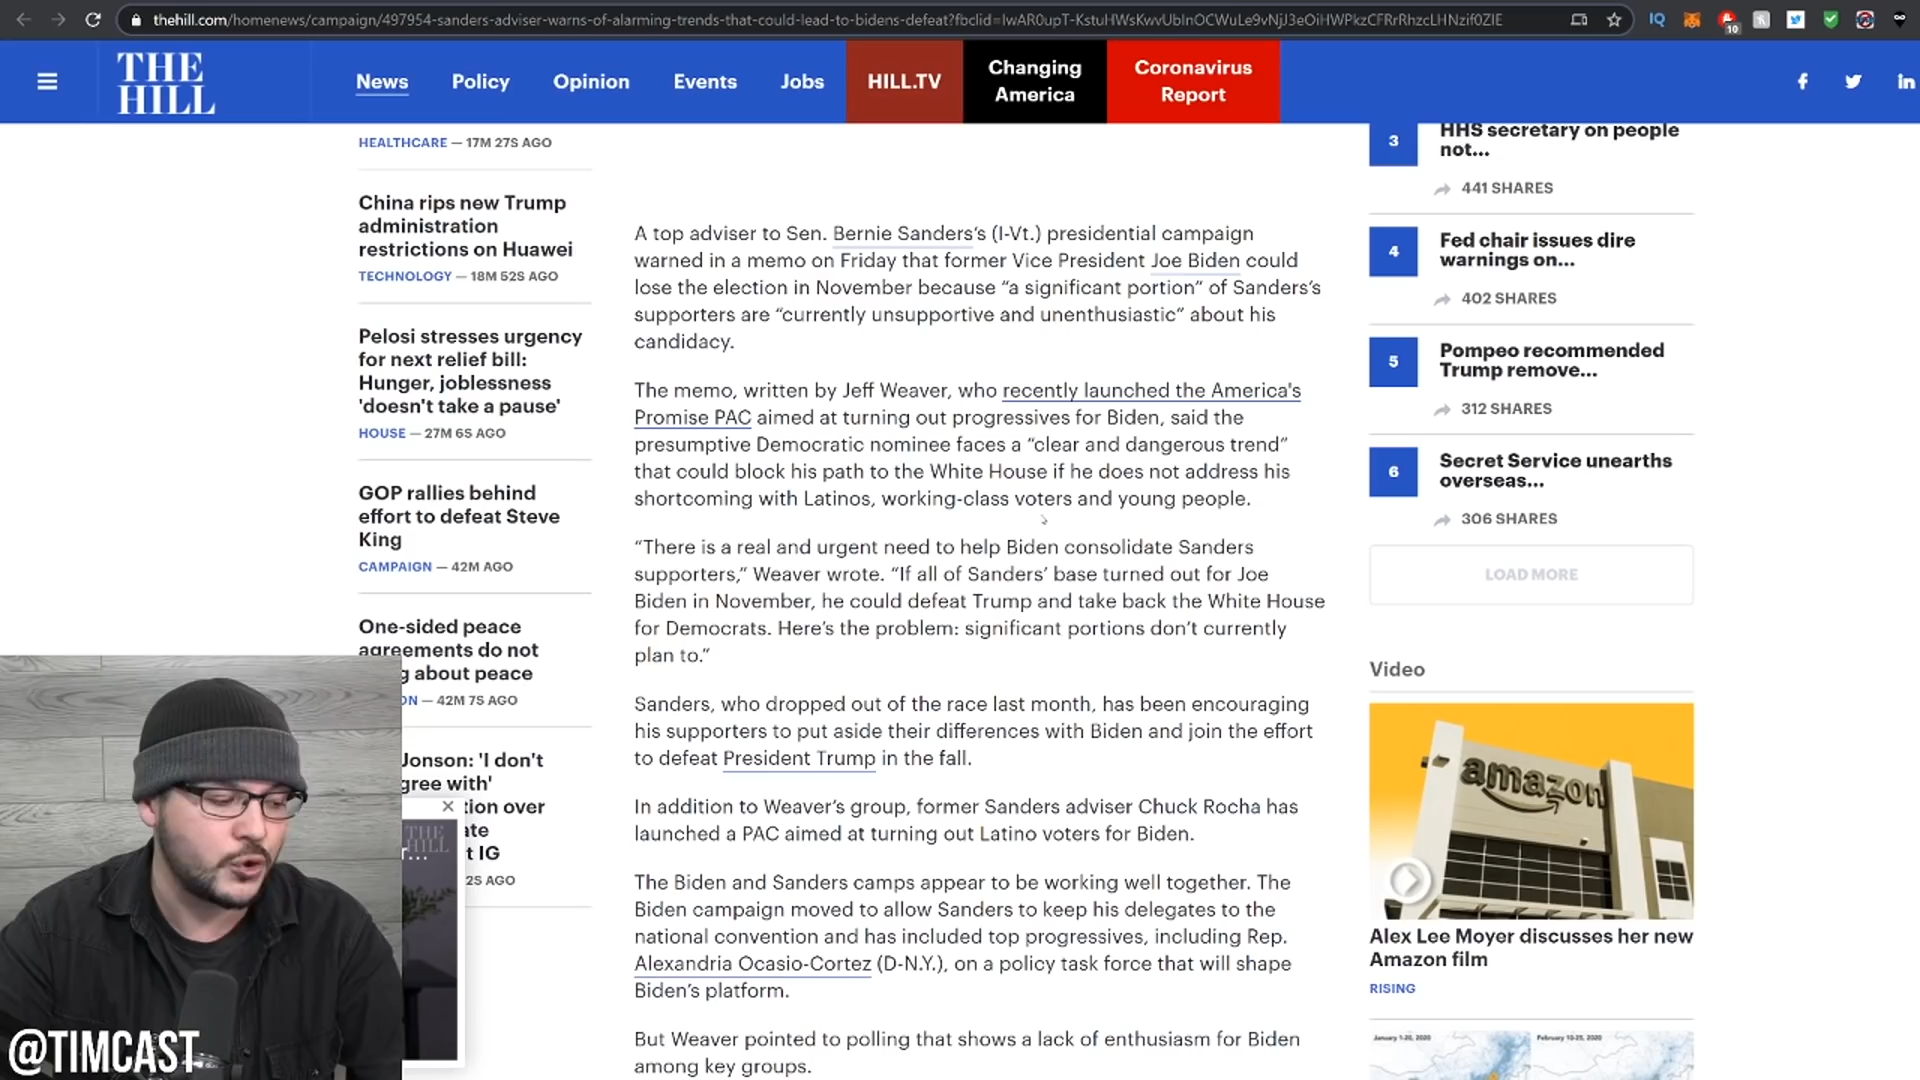 thehill.com/homenews/campaign/497954-sanders-adviser-warns-of-alarming-trends-that-could-lead-to-bidens-defeat?fbclid=IwAR0upT-KstuHWsKwvUbInOCWuLe9vNjJ3eOiHWPkzCFRrRhzcLHNzif0ZIE
IQ
10
THE HILL
News
Policy
Opinion
Events
Jobs
HILL.TV
Changing
America
Coronavirus
Report
HEALTHCARE — 17M 27S AGO
China rips new Trump
administration
restrictions on Huawei
TECHNOLOGY — 18M 52S AGO
Pelosi stresses urgency
for next relief bill:
Hunger, joblessness
'doesn't take a pause'
HOUSE — 27M 6S AGO
GOP rallies behind
effort to defeat Steve
King
CAMPAIGN — 42M AGO
One-sided peace
agreements do not
about peace
ON — 42M 7S AGO
Jonson: 'I don't
gree with'
tion over
ate
t IG
2S AGO
THE
HILL
T...
@TIMCAST
A top adviser to Sen. Bernie Sanders's (I-Vt.) presidential campaign
warned in a memo on Friday that former Vice President Joe Biden could
lose the election in November because “a significant portion” of Sanders's
supporters are “currently unsupportive and unenthusiastic” about his
candidacy.
The memo, written by Jeff Weaver, who recently launched the America's
Promise PAC aimed at turning out progressives for Biden, said the
presumptive Democratic nominee faces a “clear and dangerous trend”
that could block his path to the White House if he does not address his
shortcoming with Latinos, working-class voters and young people.
“There is a real and urgent need to help Biden consolidate Sanders
supporters,” Weaver wrote. “If all of Sanders’ base turned out for Joe
Biden in November, he could defeat Trump and take back the White House
for Democrats. Here’s the problem: significant portions don’t currently
plan to.”
Sanders, who dropped out of the race last month, has been encouraging
his supporters to put aside their differences with Biden and join the effort
to defeat President Trump in the fall.
In addition to Weaver’s group, former Sanders adviser Chuck Rocha has
launched a PAC aimed at turning out Latino voters for Biden.
The Biden and Sanders camps appear to be working well together. The
Biden campaign moved to allow Sanders to keep his delegates to the
national convention and has included top progressives, including Rep.
Alexandria Ocasio-Cortez (D-N.Y.), on a policy task force that will shape
Biden’s platform.
But Weaver pointed to polling that shows a lack of enthusiasm for Biden
among key groups.
3
HHS secretary on people
not...
441 SHARES
4
Fed chair issues dire
warnings on...
402 SHARES
5
Pompeo recommended
Trump remove...
312 SHARES
6
Secret Service unearths
overseas...
306 SHARES
LOAD MORE
Video
amazon
Alex Lee Moyer discusses her new
Amazon film
RISING
January 1-20, 2020
February 10-25, 2020